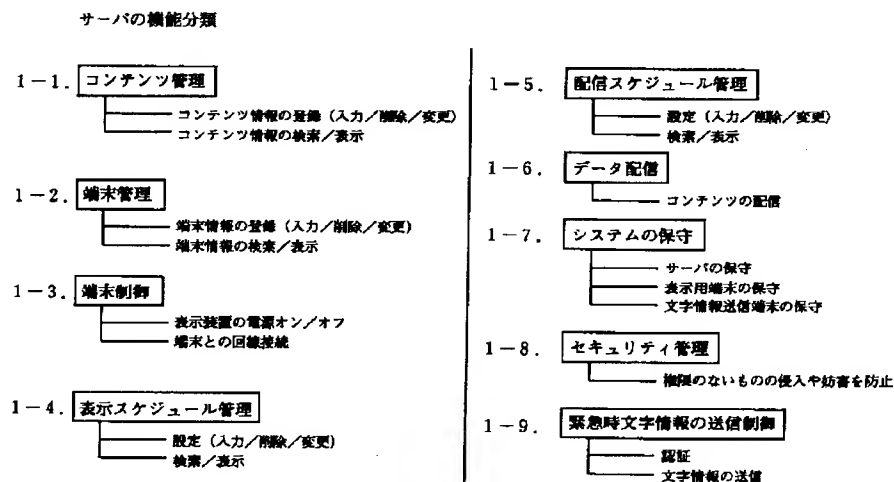 サーバの機能分類
1－1. コンテンツ管理
コンテンツ情報の登録（入力／削除／変更）
コンテンツ情報の検索／表示
1－2. 端末管理
端末情報の登録（入力／削除／変更）
端末情報の検索／表示
1－3. 端末制御
表示装置の電源オン／オフ
端末との回線接続
1－4. 表示スケジュール管理
設定（入力／削除／変更）
検索／表示
1－5. 配信スケジュール管理
設定（入力／削除／変更）
検索／表示
1－6. データ配信
コンテンツの配信
1－7. システムの保守
サーバの保守
表示用端末の保守
文字情報送信端末の保守
1－8. セキュリティ管理
権限のないものの侵入や妨害を防止
1－9. 緊急時文字情報の送信制御
認証
文字情報の送信